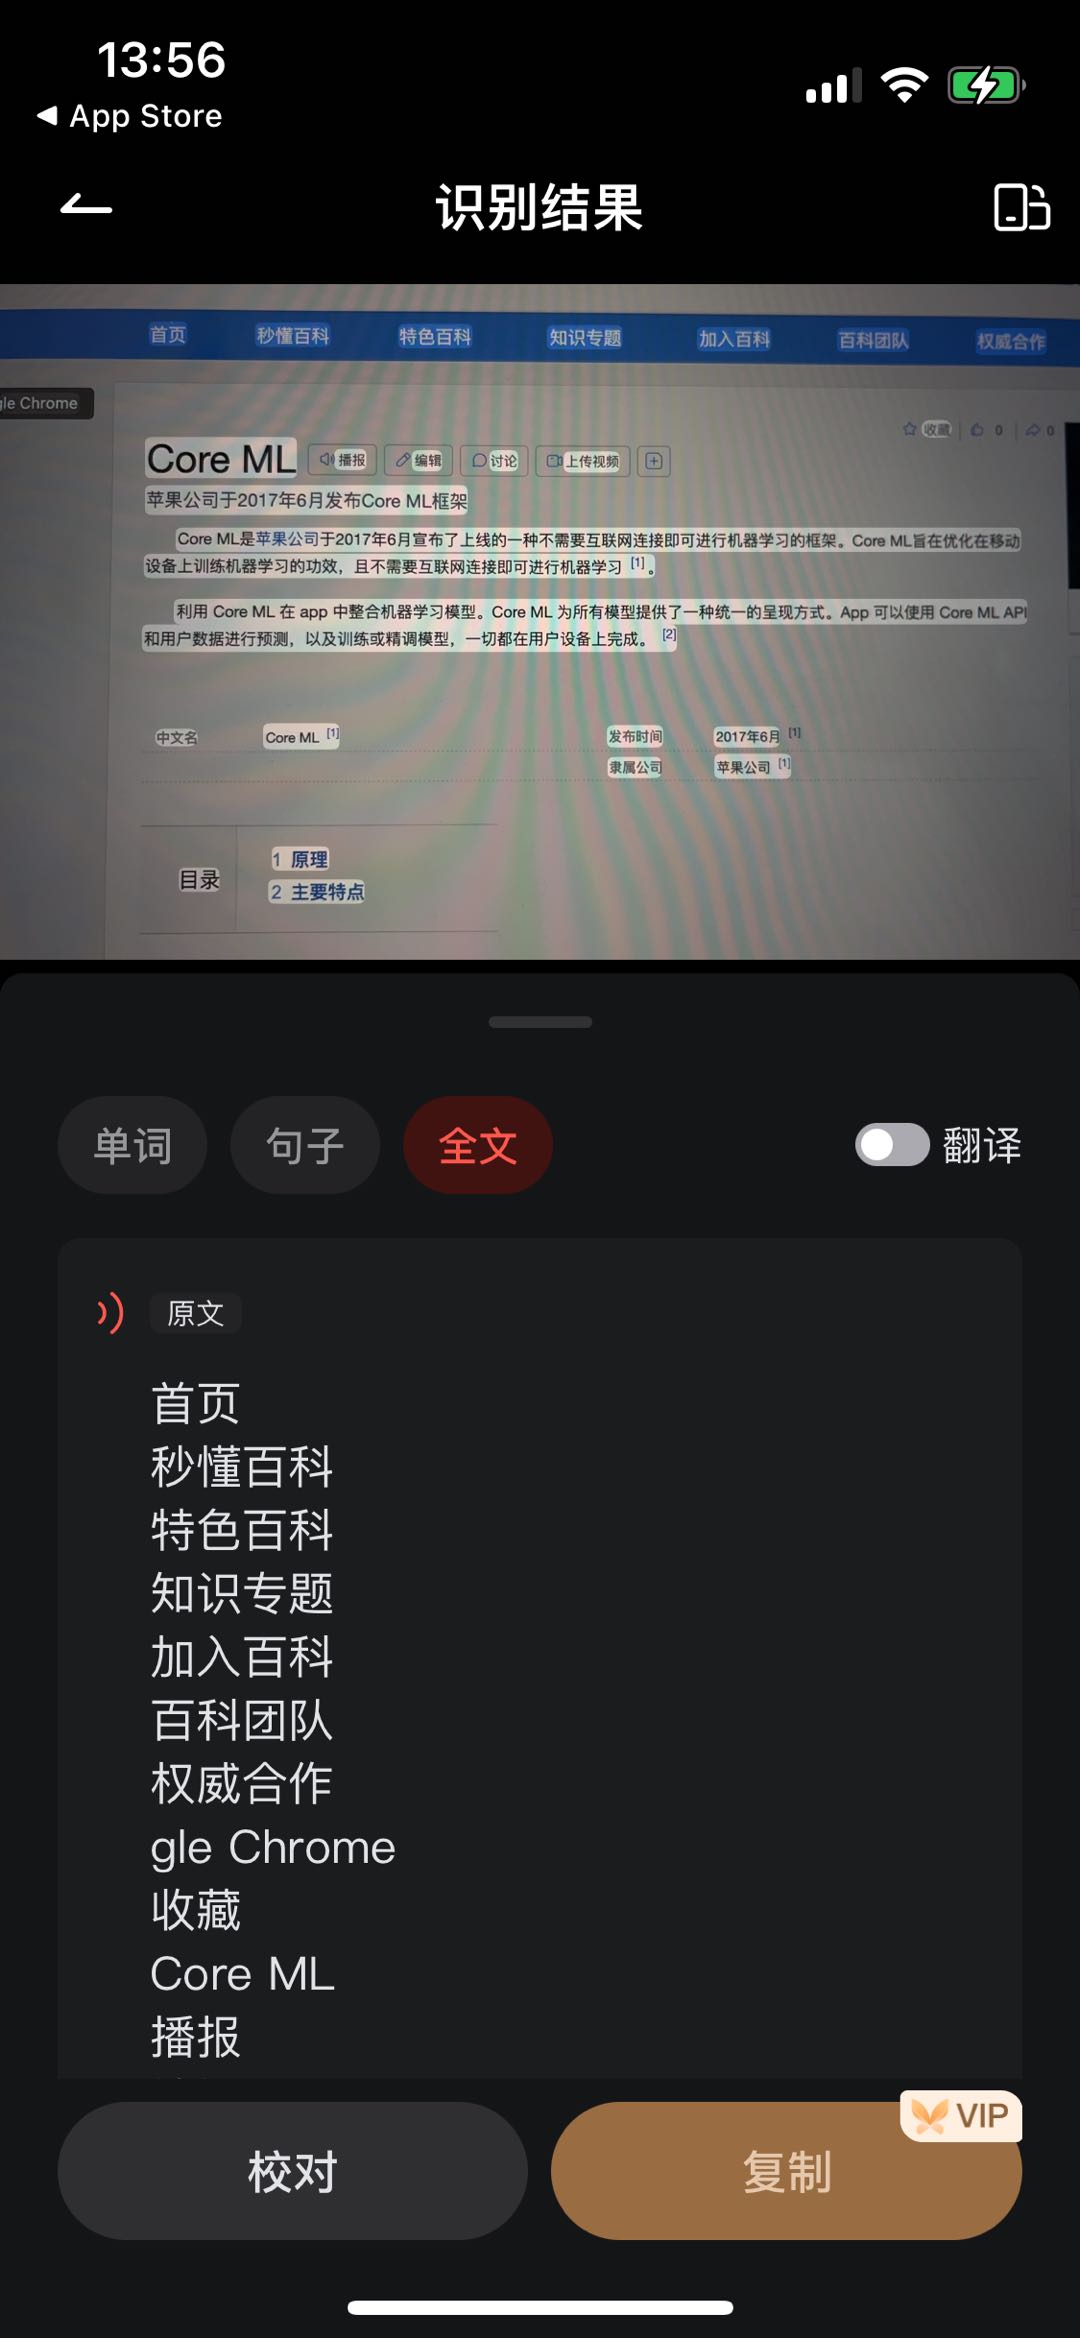 13:56
App Store
识别结果
首页 秒懂百科 特色百科 知识专题 加入百科 百科团队 权威合作
gle Chrome
收藏 0 0
Core ML 播报 编辑 讨论 上传视频
苹果公司于2017年6月发布Core ML框架
Core ML是苹果公司于2017年6月宣布了上线的一种不需要互联网连接即可进行机器学习的框架。Core ML旨在优化在移动
设备上训练机器学习的功效，且不需要互联网连接即可进行机器学习 [1] 。
利用 Core ML 在 app 中整合机器学习模型。Core ML 为所有模型提供了一种统一的呈现方式。App 可以使用 Core ML API
和用户数据进行预测，以及训练或精调模型，一切都在用户设备上完成。 [2]
中文名 Core ML [1] 发布时间 2017年6月 [1]
隶属公司 苹果公司 [1]
目录
1 原理
2 主要特点
单词 句子 全文 翻译
原文
首页
秒懂百科
特色百科
知识专题
加入百科
百科团队
权威合作
gle Chrome
收藏
Core ML
播报
校对 复制 VIP